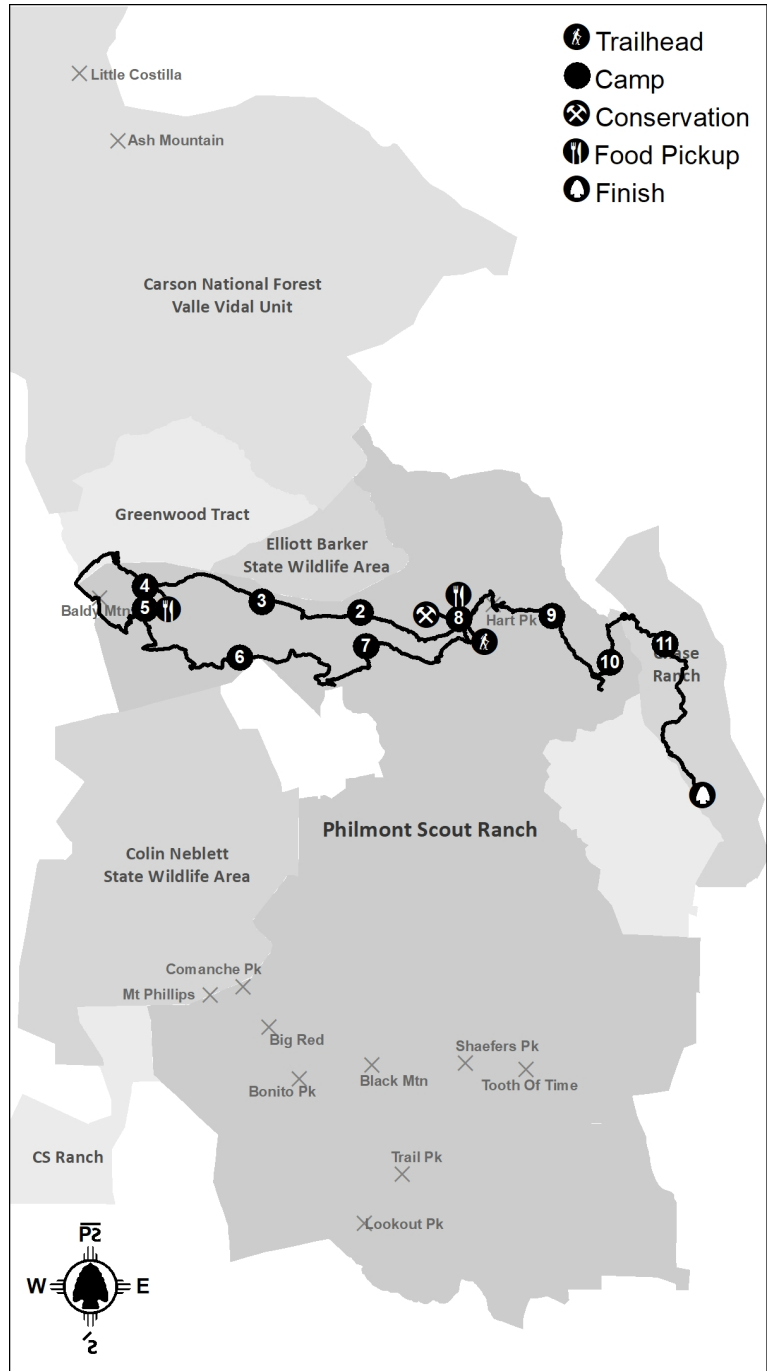 Trailhead
Camp
Conservation
Food Pickup
Finish
Little Costilla
Ash Mountain
Carson National Forest
Valle Vidal Unit
Greenwood Tract
Elliott Barker
State Wildlife Area
Baldy Mtn
4
5
3
2
8
Hart Pk
9
7
6
10
11
Chase
Ranch
Philmont Scout Ranch
Colin Neblett
State Wildlife Area
Comanche Pk
Mt Phillips
Big Red
Bonito Pk
Black Mtn
Shaefers Pk
Tooth Of Time
Trail Pk
Lookout Pk
CS Ranch
W
E